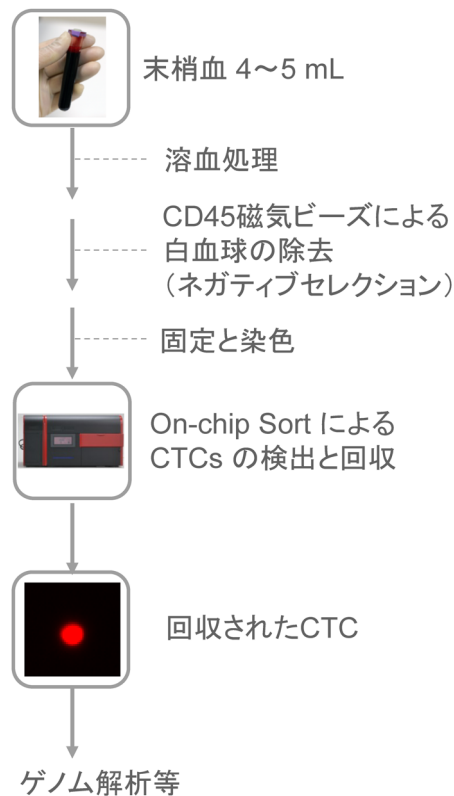 末梢血 4〜5 mL
溶血処理
CD45磁気ビーズによる
白血球の除去
（ネガティブセレクション）
固定と染色
On-chip Sort による
CTCs の検出と回収
回収されたCTC
ゲノム解析等